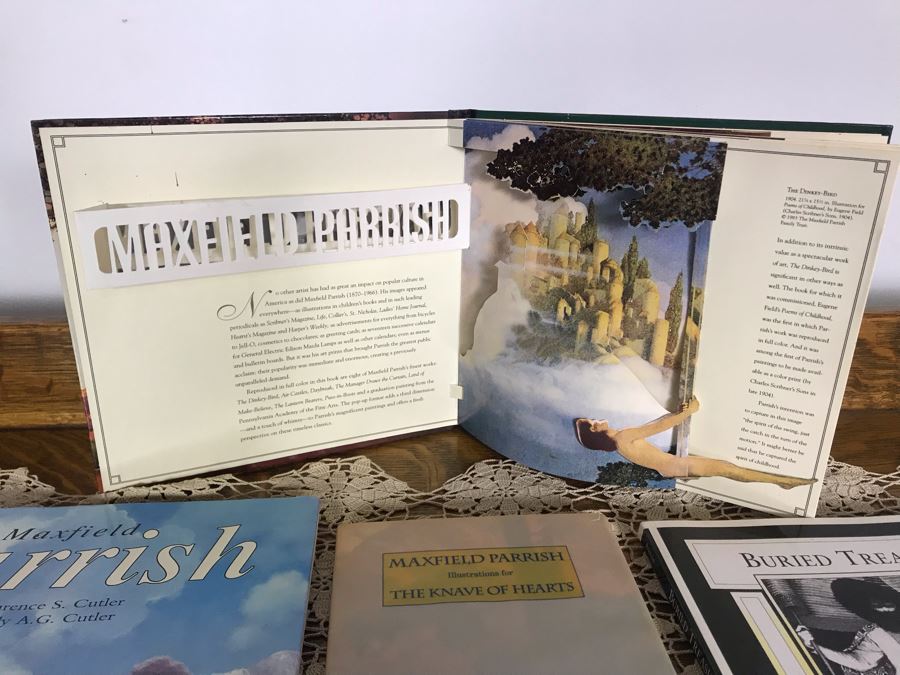 MAXFIELD PARRISH
No other artist has had as great an impact on popular culture in
America as did Maxfield Parrish (1870–1966). His images appeared
everywhere—as illustrations in children's books and in such leading
periodicals as Scribner's Magazine, Life, Collier's, St. Nicholas, Ladies' Home Journal,
Hearst's Magazine and Harper's Weekly; as advertisements for everything from bicycles
to Jell-O, cosmetics to chocolates; as greeting cards; as seventeen successive calendars
for General Electric Edison Mazda Lamps as well as other calendars; even as menus
and bulletin boards. But it was his art prints that brought Parrish the greatest public
acclaim; their popularity was immediate and enormous, creating a previously
unparalleled demand.
Reproduced in full color in this book are eight of Maxfield Parrish's finest works:
The Dinkey-Bird, Air Castles, Daybreak, The Manager Draws the Curtain, Land of
Make-Believe, The Lantern Bearers, Puss-in-Boots and a graduation painting from the
Pennsylvania Academy of the Fine Arts. The pop-up format adds a third dimension
—and a touch of whimsy—to Parrish's magnificent paintings and offers a fresh
perspective on these timeless classics.
THE DINKEY-BIRD
1904. 21¼ x 15½ in. Illustration for
Poems of Childhood, by Eugene Field
(Charles Scribner's Sons, 1904).
© 1993 The Maxfield Parrish
Family Trust.
In addition to its intrinsic
value as a spectacular work
of art, The Dinkey-Bird is
significant in other ways as
well. The book for which it
was commissioned, Eugene
Field's Poems of Childhood,
was the first in which Par-
rish's work was reproduced
in full color. And it was
among the first of Parrish's
paintings to be made avail-
able as a color print (by
Charles Scribner's Sons in
late 1904).
Parrish's intention was
to capture in this image
"the spirit of the swing, just
the catch in the turn of the
motion." It might better be
said that he captured the
spirit of childhood.
Maxfield
rrish
rence S. Cutler
y A.G. Cutler
MAXFIELD PARRISH
Illustrations for
THE KNAVE OF HEARTS
BURIED TREA